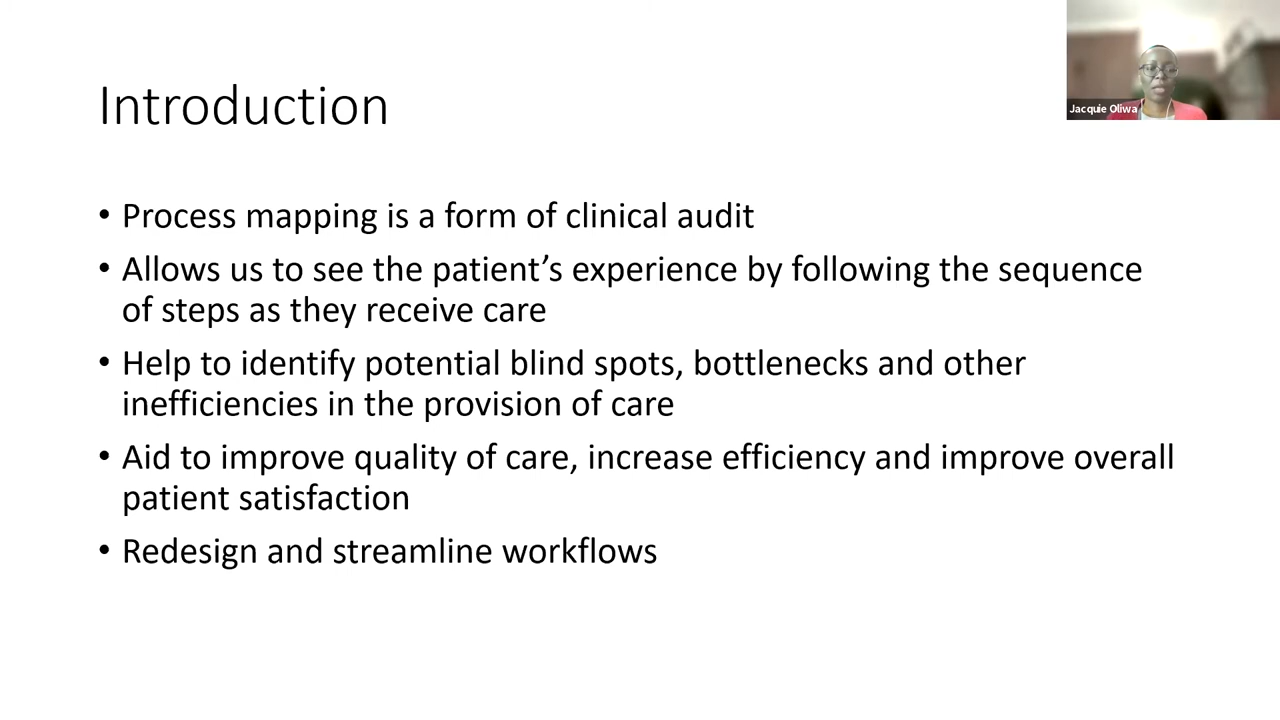 Introduction
Jacquie Oliwa
• Process mapping is a form of clinical audit
• Allows us to see the patient’s experience by following the sequence
of steps as they receive care
• Help to identify potential blind spots, bottlenecks and other
inefficiencies in the provision of care
• Aid to improve quality of care, increase efficiency and improve overall
patient satisfaction
• Redesign and streamline workflows